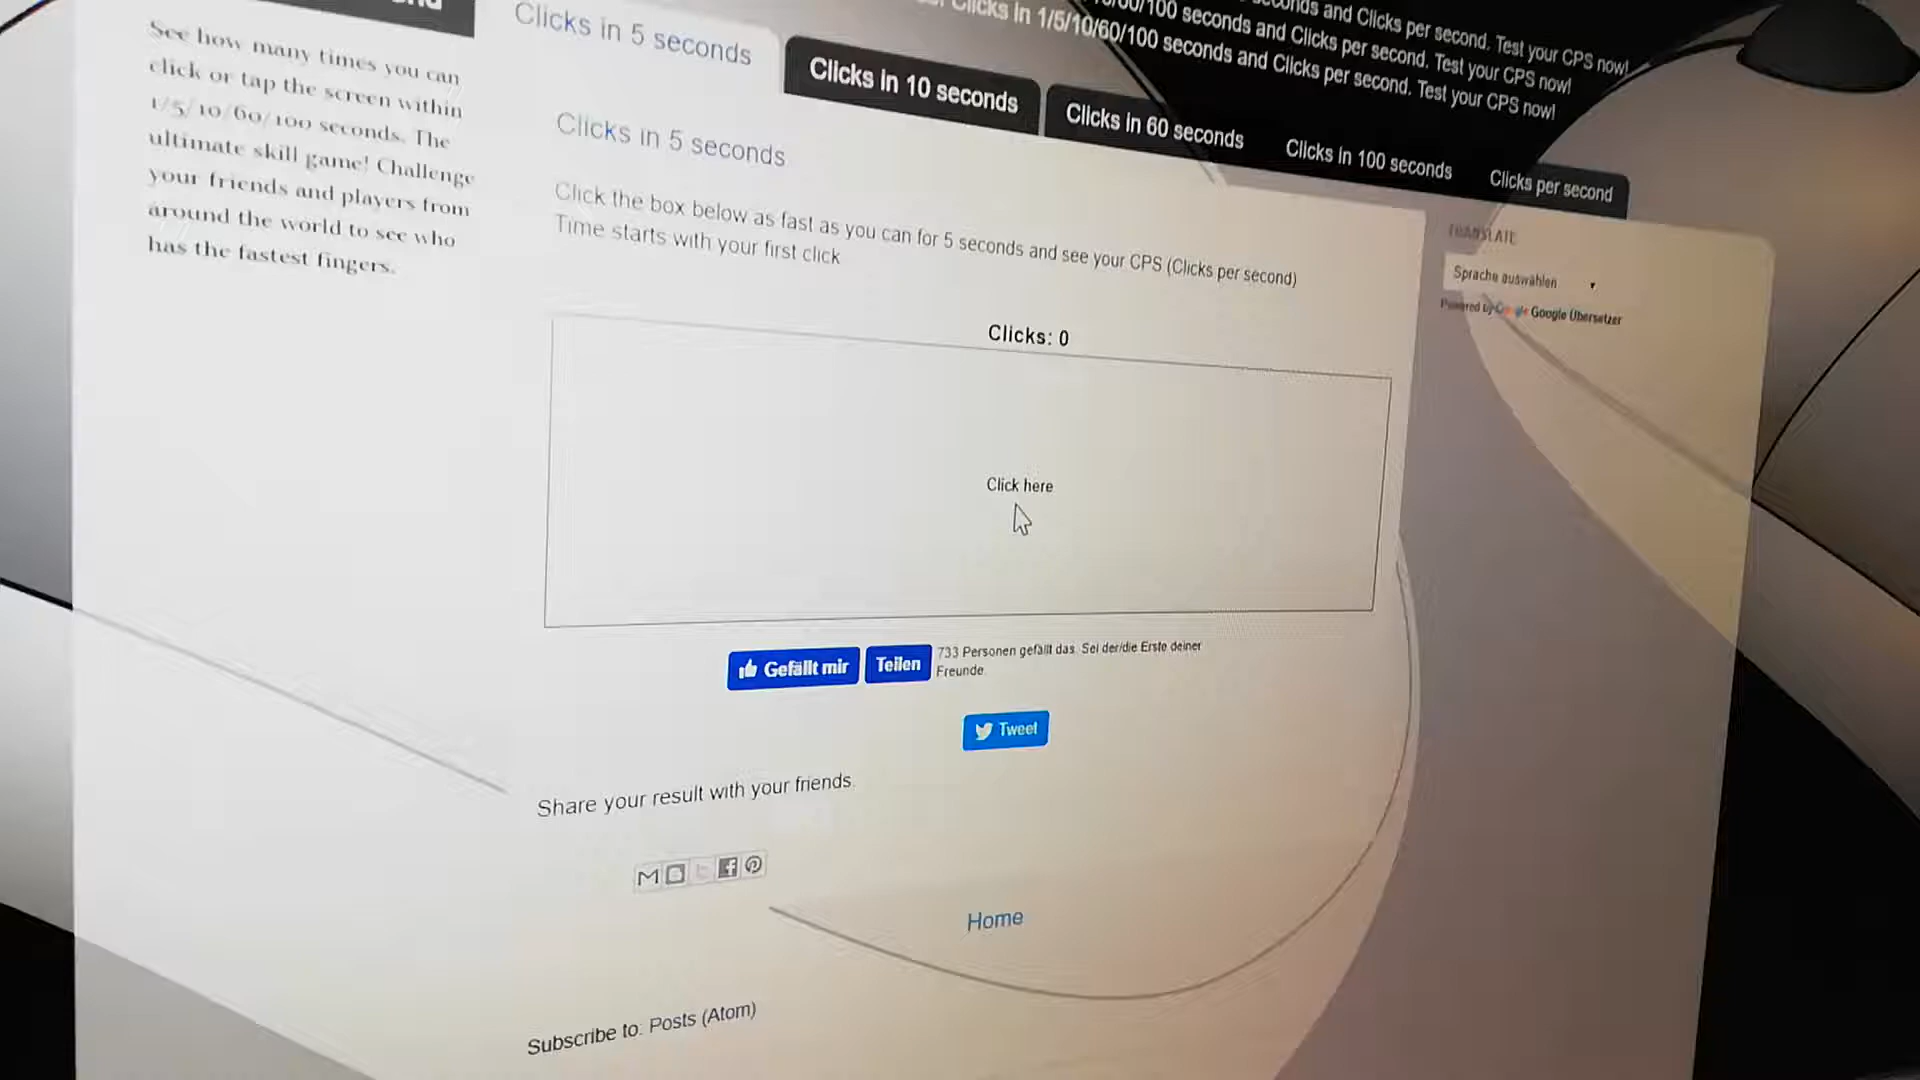 See how many times you can
click or tap the screen within
1/5/10/60/100 seconds. The
ultimate skill game! Challenge
your friends and players from
around the world to see who
has the fastest fingers.
Clicks in 1/5/10/60/100 seconds and Clicks per second. Test your CPS now!
/100 seconds and Clicks per second. Test your CPS now!
and Clicks per second. Test your CPS now!
Clicks in 5 seconds
Clicks in 10 seconds
Clicks in 60 seconds
Clicks in 100 seconds
Clicks per second
Clicks in 5 seconds
Click the box below as fast as you can for 5 seconds and see your CPS (Clicks per second)
Time starts with your first click
Clicks: 0
Click here
Gefällt mir
Teilen
733 Personen gefällt das. Sei der/die Erste deiner
Freunde.
Tweet
Share your result with your friends.
Home
Subscribe to: Posts (Atom)
TRANSLATE
Sprache auswählen
Powered by Google Google Übersetzer